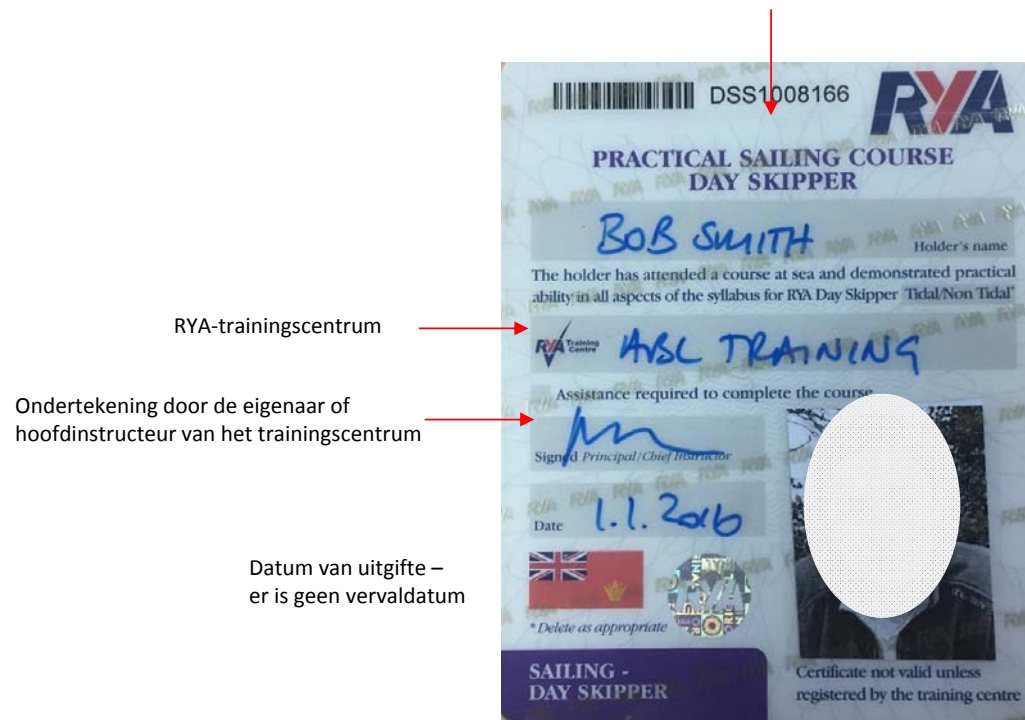 DSS1008166
RYA
PRACTICAL SAILING COURSE
DAY SKIPPER
BOB SMITH
Holder's name
The holder has attended a course at sea and demonstrated practical
ability in all aspects of the syllabus for RYA Day Skipper Tidal/Non Tidal*
RYA-trainingscentrum
RYA Training
Centre
ABC TRAINING
Assistance required to complete the course
Ondertekening door de eigenaar of
hoofdinstructeur van het trainingscentrum
Signed Principal/Chief Instructor
Date 1.1.2016
Datum van uitgifte –
er is geen vervaldatum
*Delete as appropriate
SAILING -
DAY SKIPPER
Certificate not valid unless
registered by the training centre